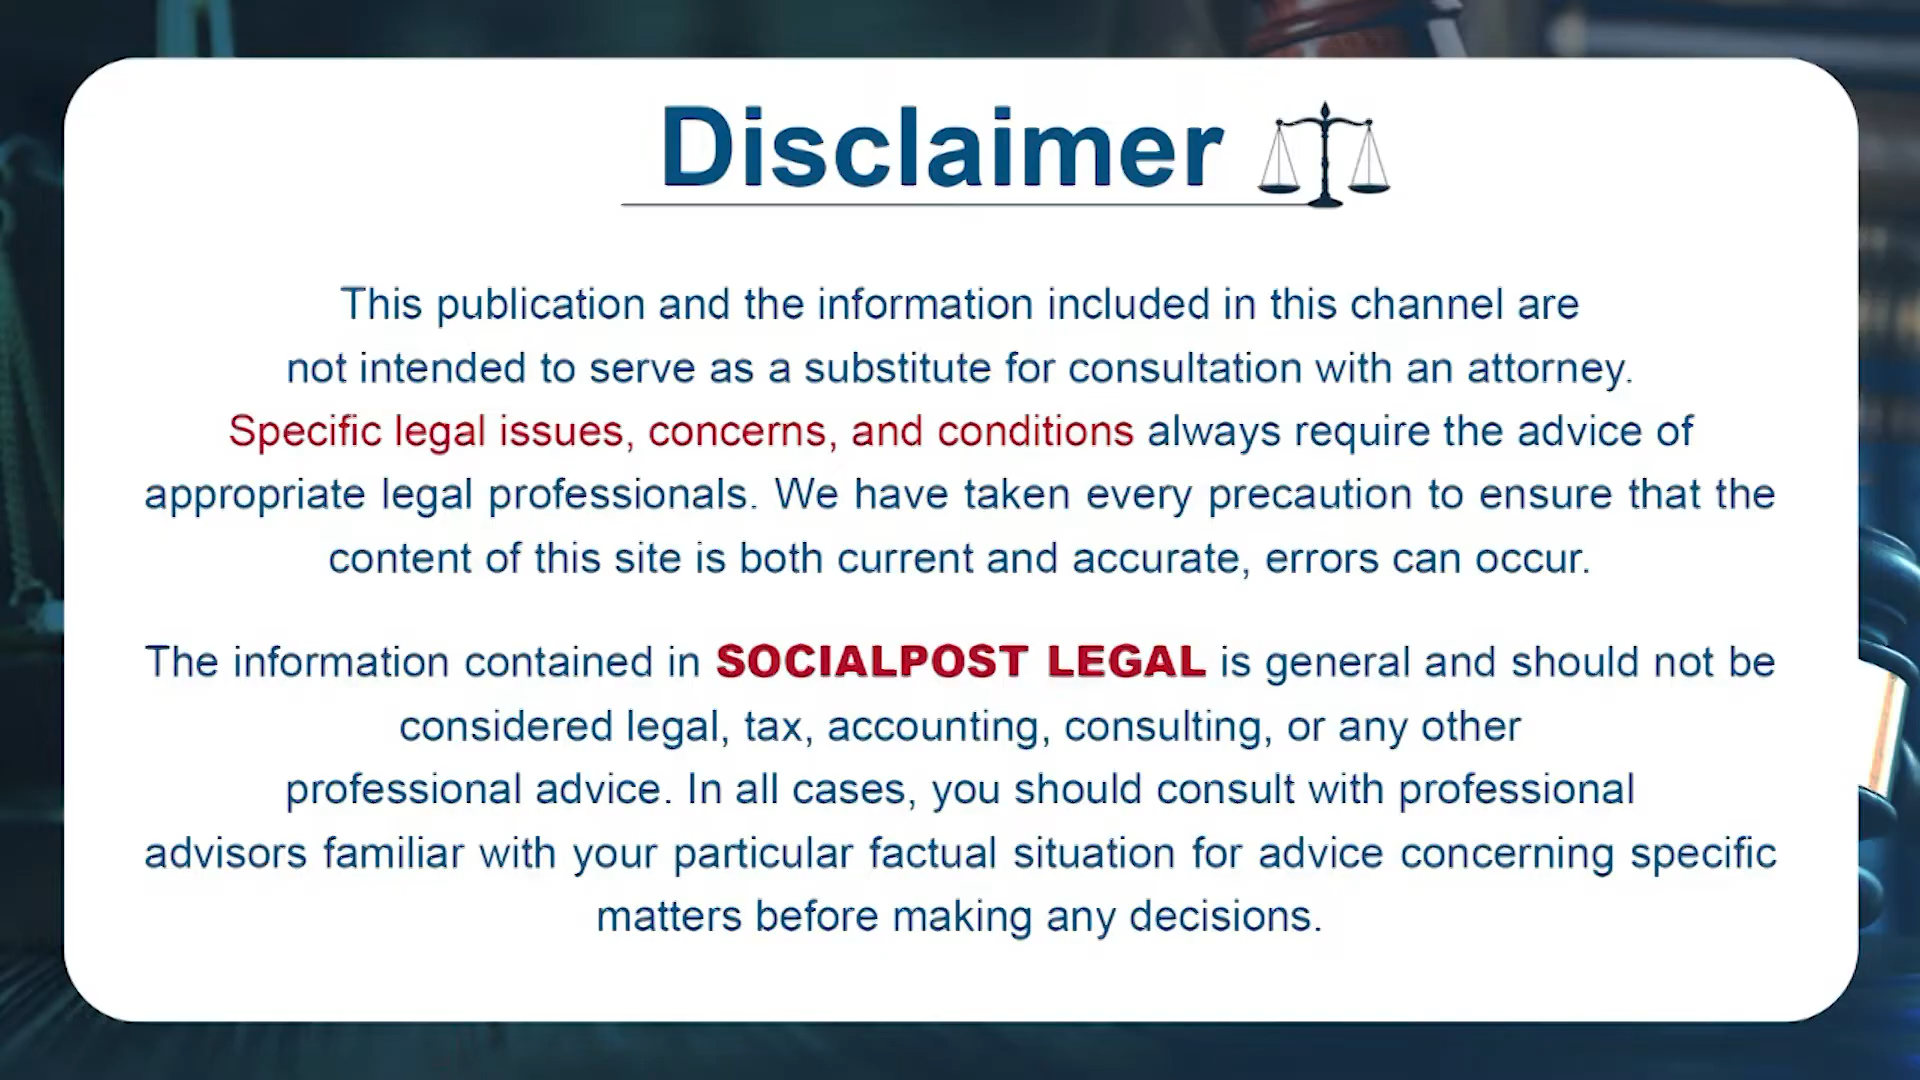 Disclaimer
This publication and the information included in this channel are
not intended to serve as a substitute for consultation with an attorney.
Specific legal issues, concerns, and conditions always require the advice of
appropriate legal professionals. We have taken every precaution to ensure that the
content of this site is both current and accurate, errors can occur.
The information contained in SOCIALPOST LEGAL is general and should not be
considered legal, tax, accounting, consulting, or any other
professional advice. In all cases, you should consult with professional
advisors familiar with your particular factual situation for advice concerning specific
matters before making any decisions.